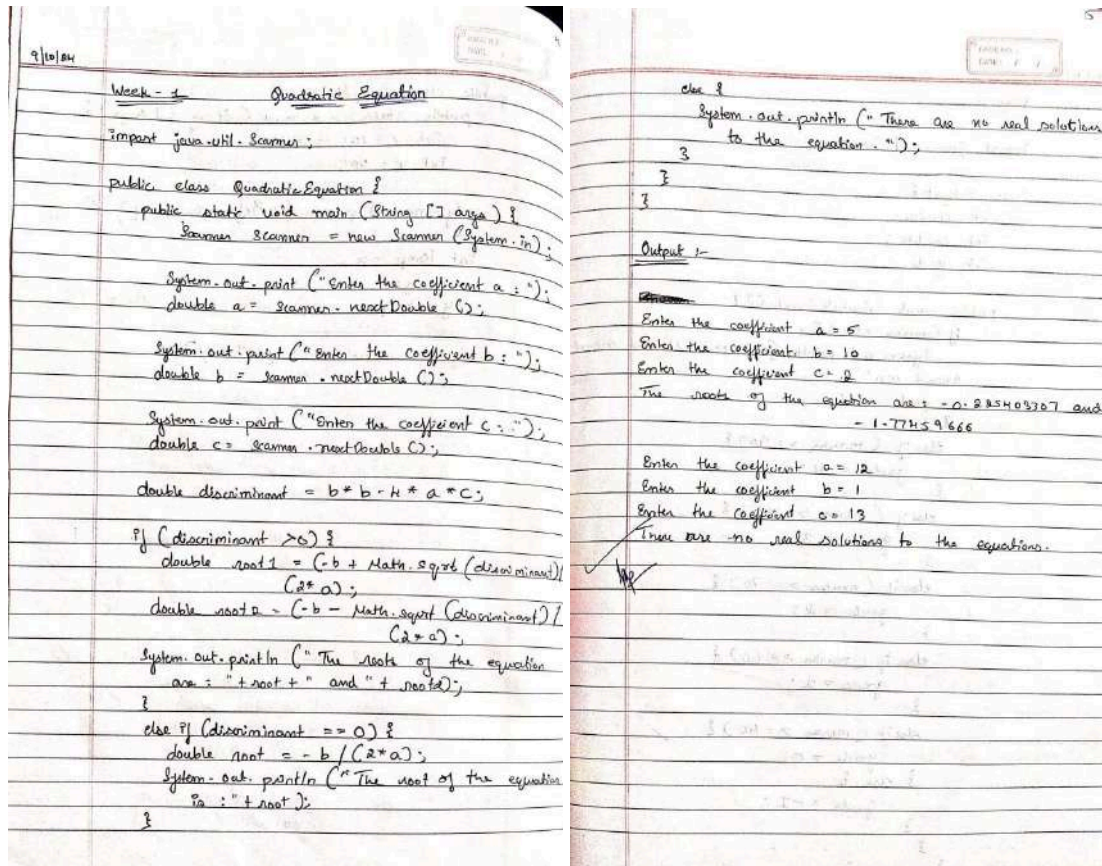 9/10/24
Week - 1 Quadratic Equation
import java.util.Scanner;
public class QuadraticEquation {
public static void main (String [] args) {
Scanner scanner = new Scanner (System.in);
System.out.print ("Enter the coefficient a : ");
double a = scanner.nextDouble ();
System.out.print ("Enter the coefficient b : ");
double b = scanner.nextDouble ();
System.out.print ("Enter the coefficient c : ");
double c = scanner.nextDouble ();
double discriminant = b * b - 4 * a * c;
if (discriminant >0) {
double root1 = (-b + Math.sqrt (discriminant)/
(2* a);
double root2 = (-b - Math.sqrt (discriminant) /
(2*a);
System.out.println ("The roots of the equation
are : "+root+" and "+ root2);
}
else if (discriminant == 0) {
double root = -b / (2*a);
System.out.println ("The root of the equation
is : "+root);
}
5
else {
System.out.println ("There are no real solutions
to the equation. ");
}
}
}
Output :-
Enter the coefficient a = 5
Enter the coefficient b = 10
Enter the coefficient c = 2
The roots of the equation are : -0.225403307 and
- 1.77459666
Enter the coefficient a = 12
Enter the coefficient b = 1
Enter the coefficient c = 13
There are no real solutions to the equations.